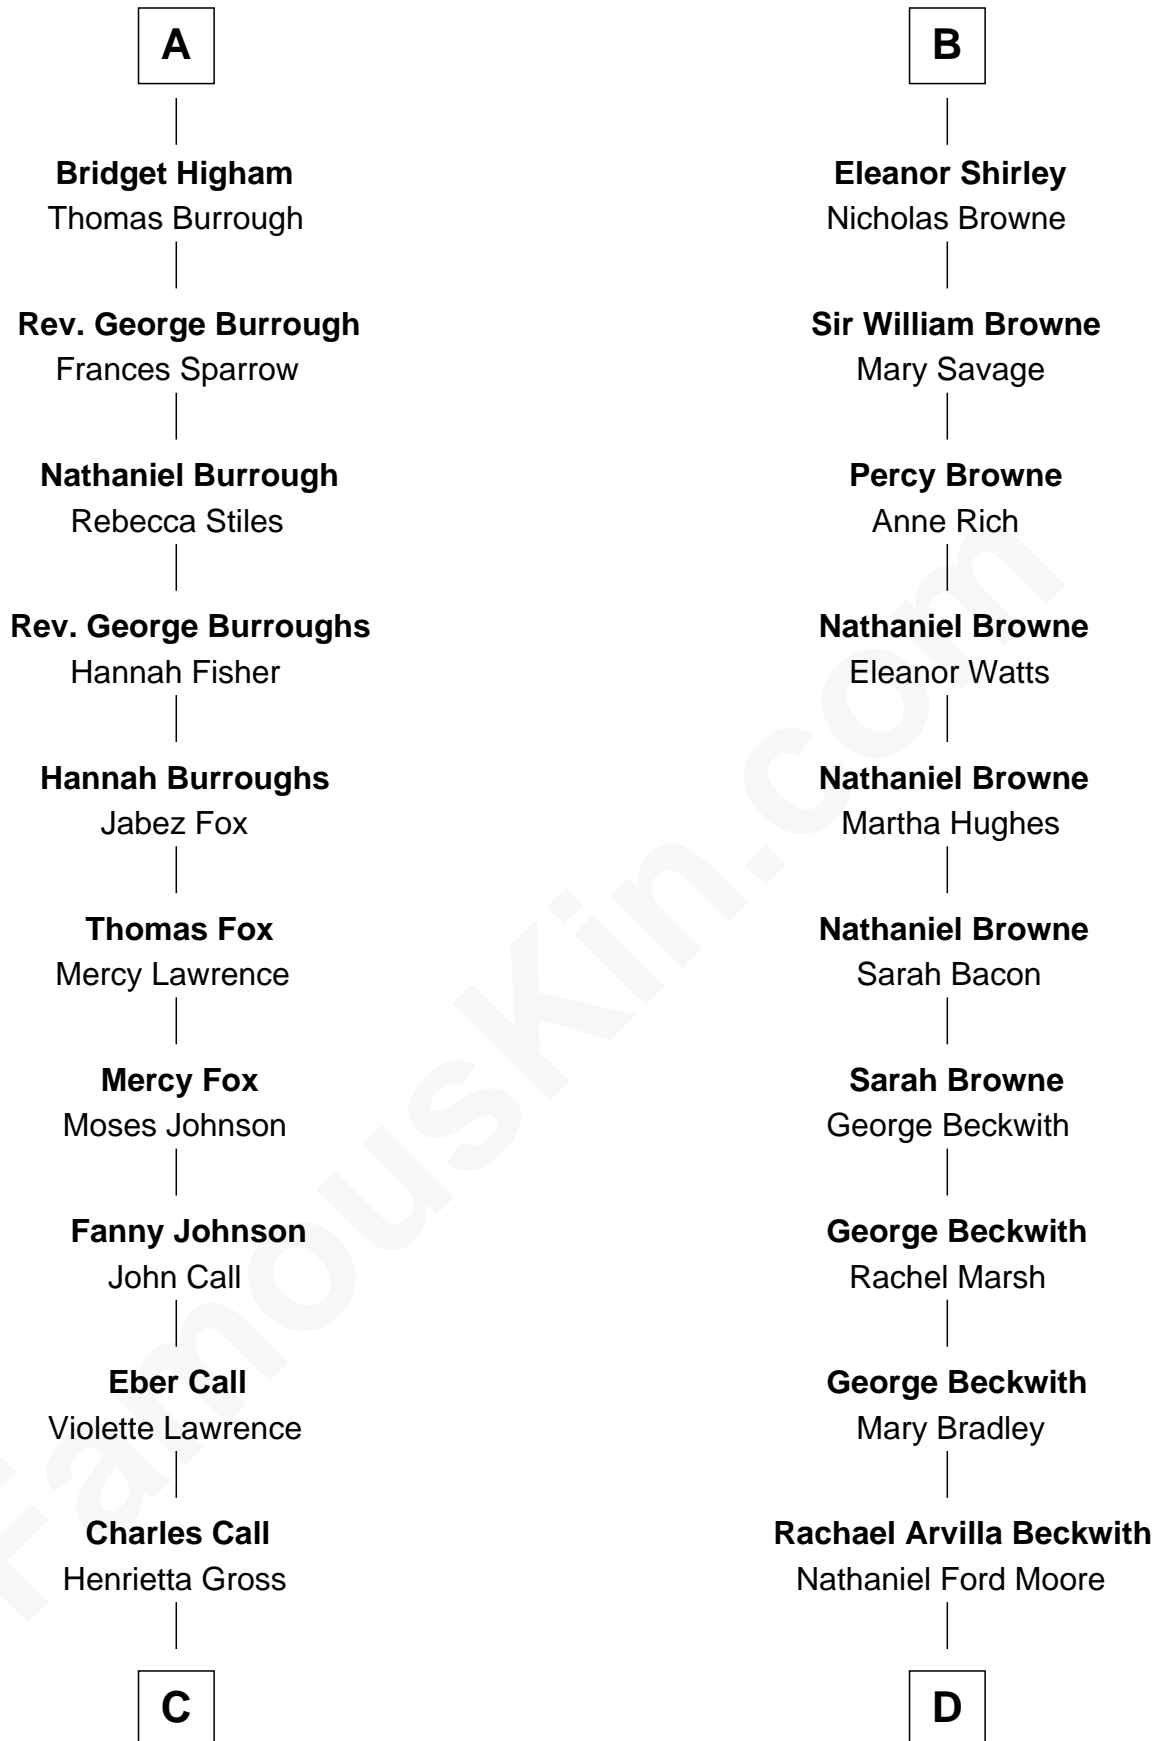 A
Bridget Higham
Thomas Burrough
Rev. George Burrough
Frances Sparrow
Nathaniel Burrough
Rebecca Stiles
Rev. George Burroughs
Hannah Fisher
Hannah Burroughs
Jabez Fox
Thomas Fox
Mercy Lawrence
Mercy Fox
Moses Johnson
Fanny Johnson
John Call
Eber Call
Violette Lawrence
Charles Call
Henrietta Gross
C
B
Eleanor Shirley
Nicholas Browne
Sir William Browne
Mary Savage
Percy Browne
Anne Rich
Nathaniel Browne
Eleanor Watts
Nathaniel Browne
Martha Hughes
Nathaniel Browne
Sarah Bacon
Sarah Browne
George Beckwith
George Beckwith
Rachel Marsh
George Beckwith
Mary Bradley
Rachael Arvilla Beckwith
Nathaniel Ford Moore
D
FamousKin.com